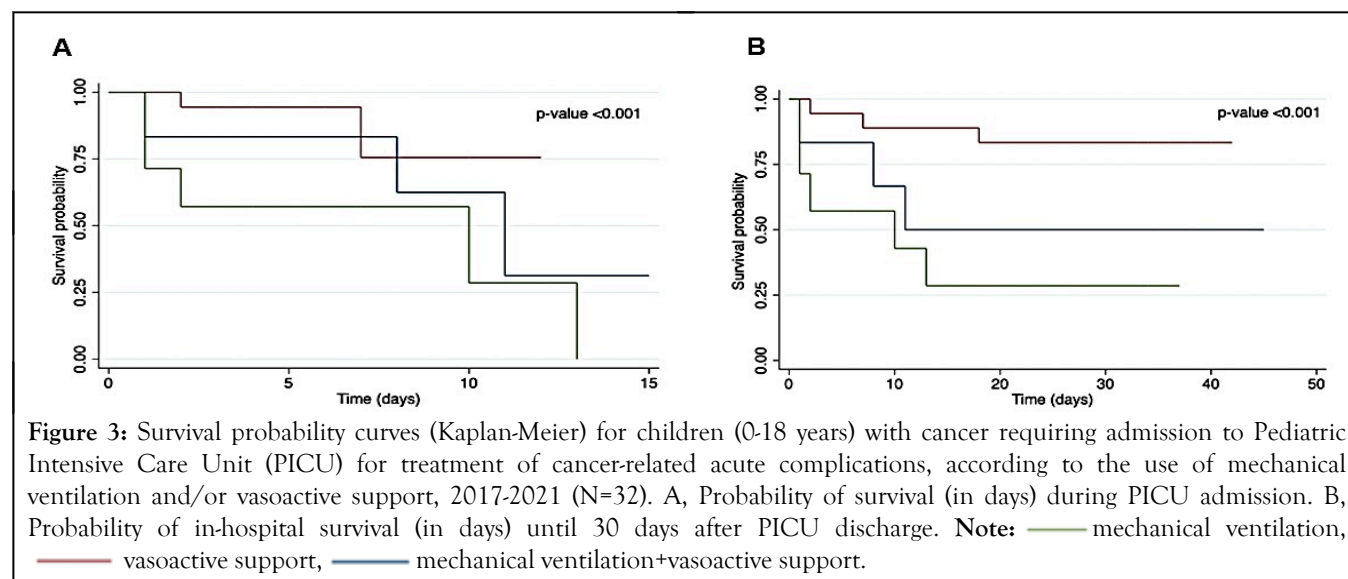 A
B
1.00
0.75
0.50
0.25
0.00
Survival probability
p-value <0.001
0
5
10
15
Time (days)
1.00
0.75
0.50
0.25
0.00
Survival probability
p-value <0.001
0
10
20
30
40
50
Time (days)
Figure 3: Survival probability curves (Kaplan-Meier) for children (0-18 years) with cancer requiring admission to Pediatric
Intensive Care Unit (PICU) for treatment of cancer-related acute complications, according to the use of mechanical
ventilation and/or vasoactive support, 2017-2021 (N=32). A, Probability of survival (in days) during PICU admission. B,
Probability of in-hospital survival (in days) until 30 days after PICU discharge. Note: mechanical ventilation,
vasoactive support, mechanical ventilation+vasoactive support.